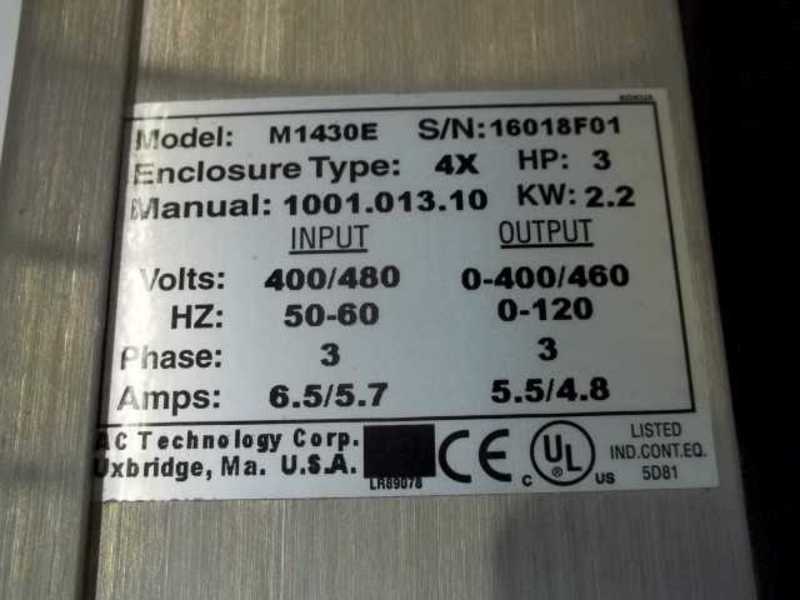 Model: M1430E S/N:16018F01
Enclosure Type: 4X HP: 3
Manual: 1001.013.10 KW: 2.2
INPUT OUTPUT
Volts: 400/480 0-400/460
HZ: 50-60 0-120
Phase: 3 3
Amps: 6.5/5.7 5.5/4.8
AC Technology Corp.
Uxbridge, Ma. U.S.A.
LR89078
CE
C UL ® US
LISTED
IND.CONT.EQ.
5D81